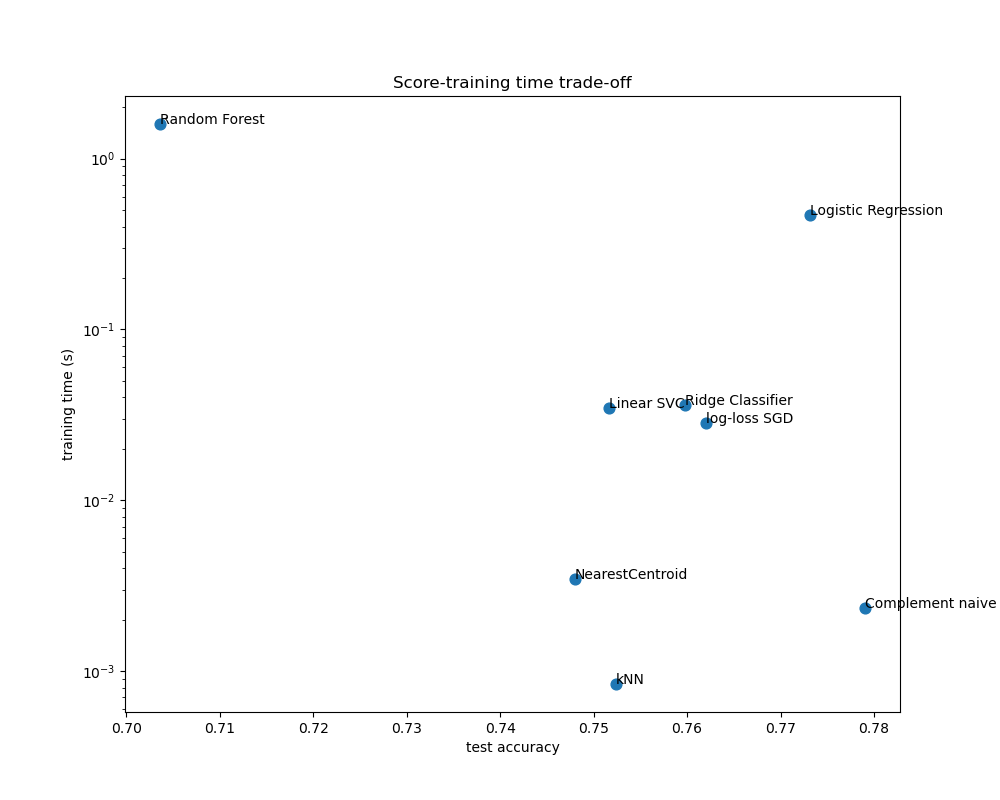 Score-training time trade-off
Random Forest
Logistic Regression
Linear SVC
Ridge Classifier
log-loss SGD
NearestCentroid
Complement naive
kNN
training time (s)
10⁰
10⁻¹
10⁻²
10⁻³
0.70 0.71 0.72 0.73 0.74 0.75 0.76 0.77 0.78
test accuracy